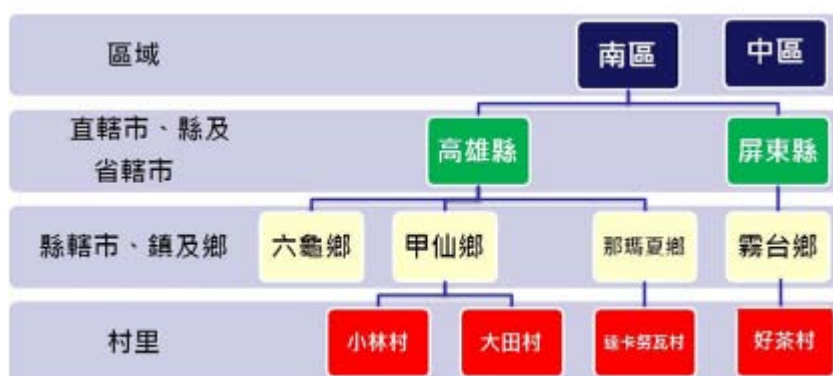 區域
南區
中區
直轄市、縣及
省轄市
高雄縣
屏東縣
縣轄市、鎮及鄉
六龜鄉
甲仙鄉
那瑪夏鄉
霧台鄉
村里
小林村
大田村
達卡努瓦村
好茶村